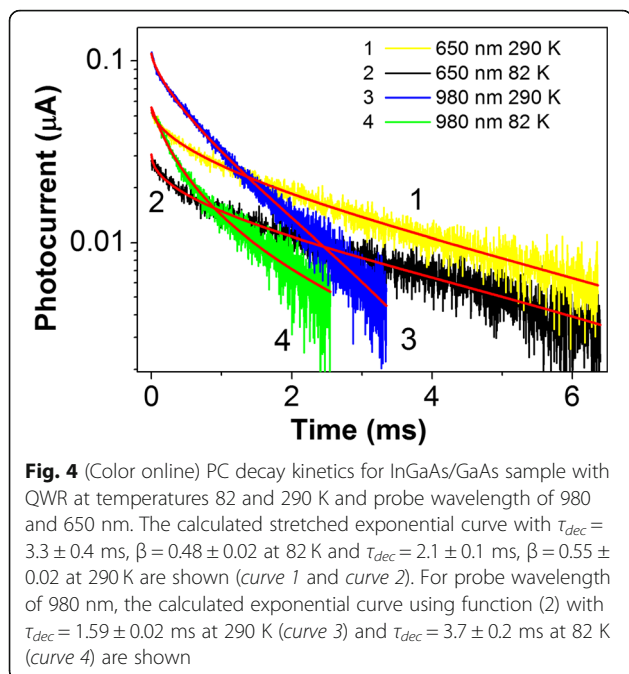 1 650 nm 290 K
2 650 nm 82 K
3 980 nm 290 K
4 980 nm 82 K
0.1
0.01
Photocurrent (μA)
1
2
3
4
0 2 4 6
Time (ms)
Fig. 4 (Color online) PC decay kinetics for InGaAs/GaAs sample with
QWR at temperatures 82 and 290 K and probe wavelength of 980
and 650 nm. The calculated stretched exponential curve with τdec =
3.3 ± 0.4 ms, β = 0.48 ± 0.02 at 82 K and τdec = 2.1 ± 0.1 ms, β = 0.55 ±
0.02 at 290 K are shown (curve 1 and curve 2). For probe wavelength
of 980 nm, the calculated exponential curve using function (2) with
τdec = 1.59 ± 0.02 ms at 290 K (curve 3) and τdec = 3.7 ± 0.2 ms at 82 K
(curve 4) are shown